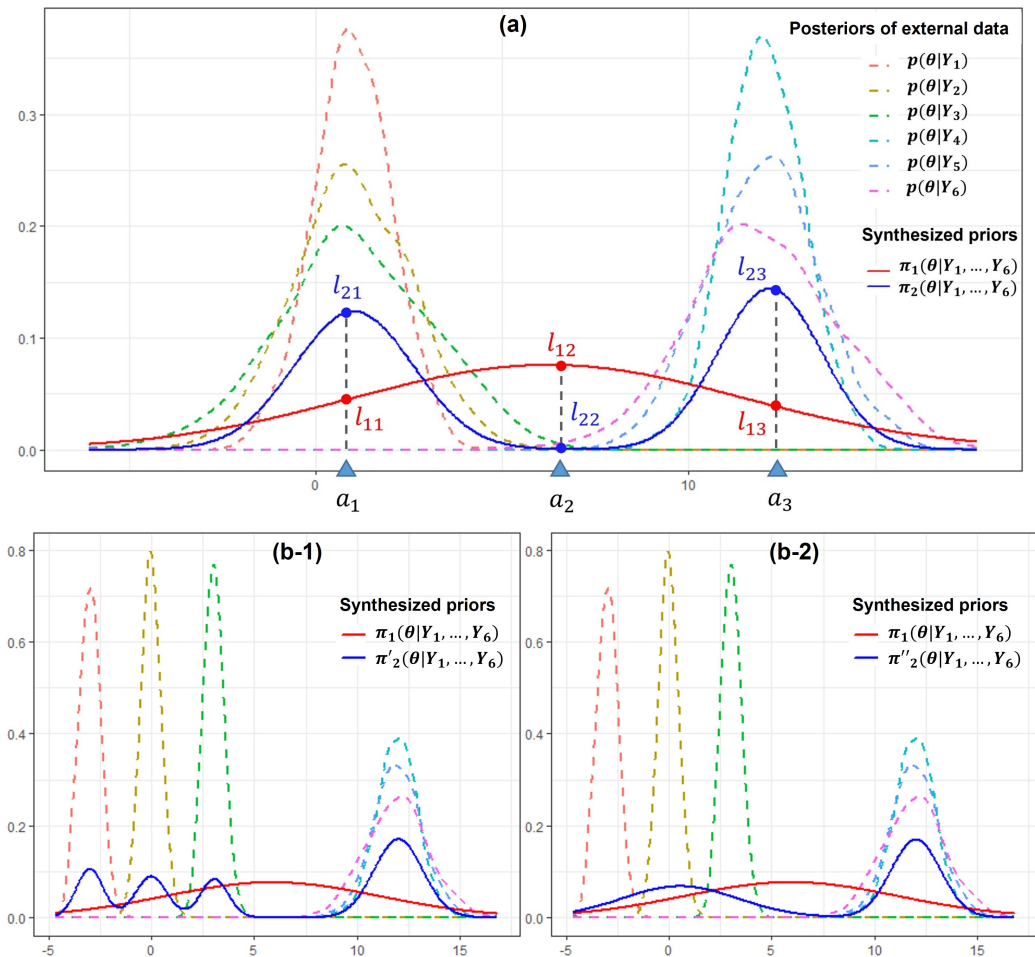 (a)
Posteriors of external data
p(θ|Y₁)
p(θ|Y₂)
p(θ|Y₃)
p(θ|Y₄)
p(θ|Y₅)
p(θ|Y₆)
Synthesized priors
π₁(θ|Y₁, ..., Y₆)
π₂(θ|Y₁, ..., Y₆)
0.3
0.2
0.1
0.0
l₂₁
l₂₃
l₁₂
l₁₁
l₂₂
l₁₃
0
10
a₁
a₂
a₃
(b-1)
0.8
0.6
0.4
0.2
0.0
Synthesized priors
π₁(θ|Y₁, ..., Y₆)
π'₂(θ|Y₁, ..., Y₆)
-5
0
5
10
15
(b-2)
0.8
0.6
0.4
0.2
0.0
Synthesized priors
π₁(θ|Y₁, ..., Y₆)
π''₂(θ|Y₁, ..., Y₆)
-5
0
5
10
15